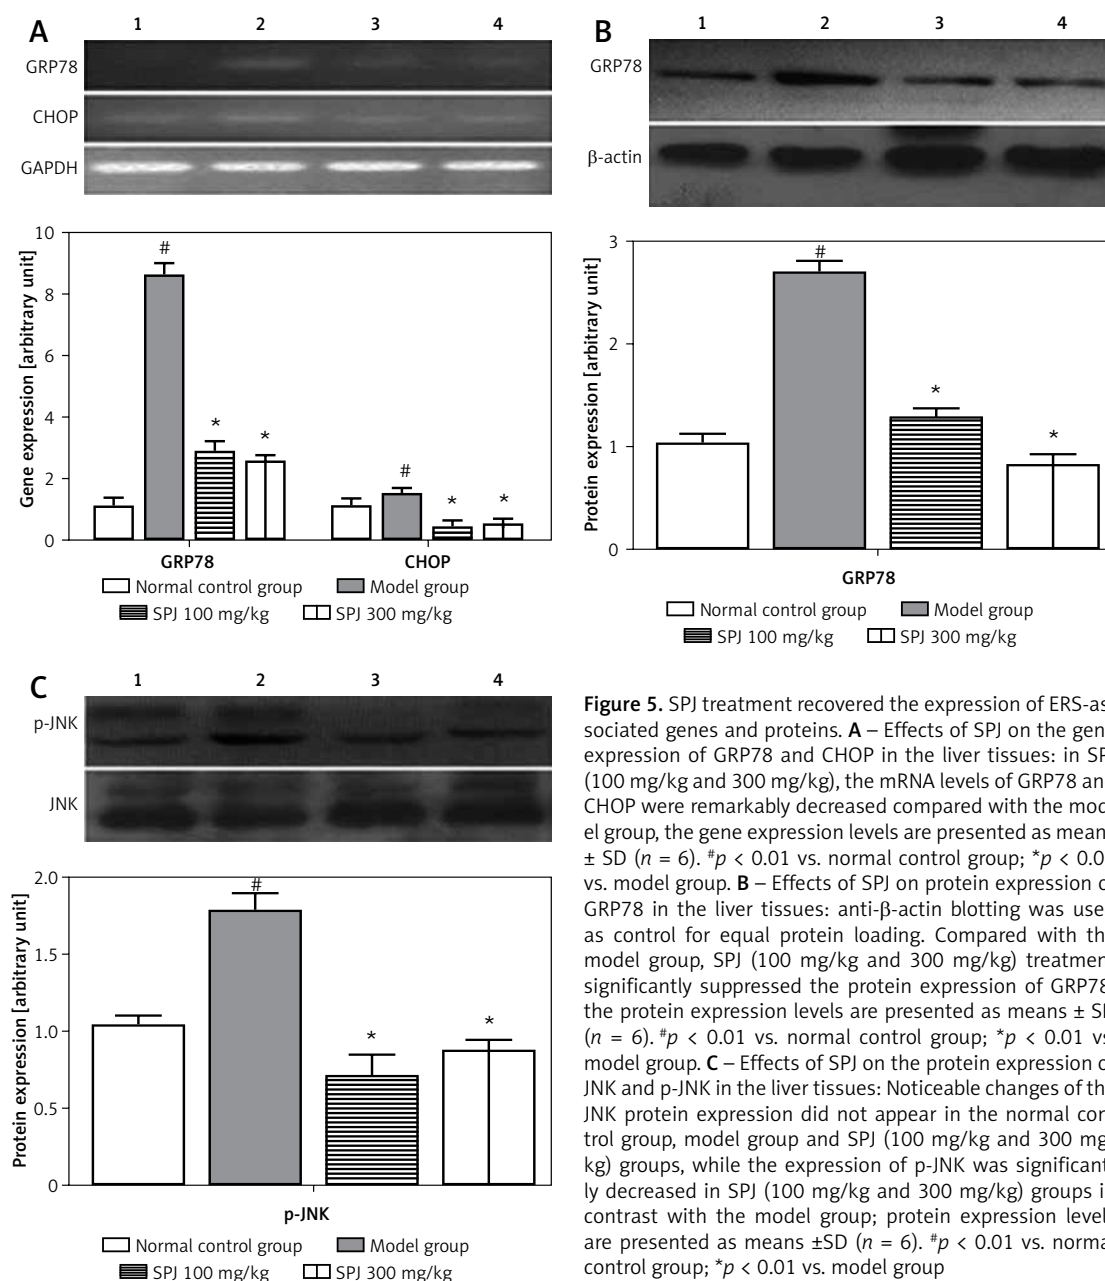 A
1 2 3 4
GRP78
CHOP
GAPDH
Gene expression [arbitrary unit]
10
8
6
4
2
0
#
*
*
#
*
*
GRP78 CHOP
Normal control group Model group
SPJ 100 mg/kg SPJ 300 mg/kg
B
1 2 3 4
GRP78
β-actin
Protein expression [arbitrary unit]
3
2
1
0
#
*
*
GRP78
Normal control group Model group
SPJ 100 mg/kg SPJ 300 mg/kg
C
1 2 3 4
p-JNK
JNK
Protein expression [arbitrary unit]
2.0
1.5
1.0
0.5
0
#
*
*
p-JNK
Normal control group Model group
SPJ 100 mg/kg SPJ 300 mg/kg
Figure 5. SPJ treatment recovered the expression of ERS-as-
sociated genes and proteins. A – Effects of SPJ on the gen
expression of GRP78 and CHOP in the liver tissues: in SP
(100 mg/kg and 300 mg/kg), the mRNA levels of GRP78 an
CHOP were remarkably decreased compared with the mod
el group, the gene expression levels are presented as mean
± SD (n = 6). #p < 0.01 vs. normal control group; *p < 0.0
vs. model group. B – Effects of SPJ on protein expression o
GRP78 in the liver tissues: anti-β-actin blotting was use
as control for equal protein loading. Compared with th
model group, SPJ (100 mg/kg and 300 mg/kg) treatmen
significantly suppressed the protein expression of GRP78
the protein expression levels are presented as means ± SD
(n = 6). #p < 0.01 vs. normal control group; *p < 0.01 vs
model group. C – Effects of SPJ on the protein expression o
JNK and p-JNK in the liver tissues: Noticeable changes of th
JNK protein expression did not appear in the normal con
trol group, model group and SPJ (100 mg/kg and 300 mg
kg) groups, while the expression of p-JNK was significant
ly decreased in SPJ (100 mg/kg and 300 mg/kg) groups i
contrast with the model group; protein expression level
are presented as means ±SD (n = 6). #p < 0.01 vs. norma
control group; *p < 0.01 vs. model group